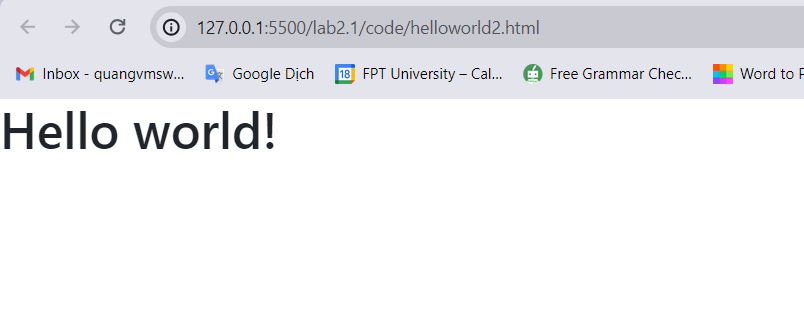 127.0.0.1:5500/lab2.1/code/helloworld2.html
Inbox - quangvmsw... Google Dịch 18 FPT University – Cal... Free Grammar Chec... Word to P
Hello world!